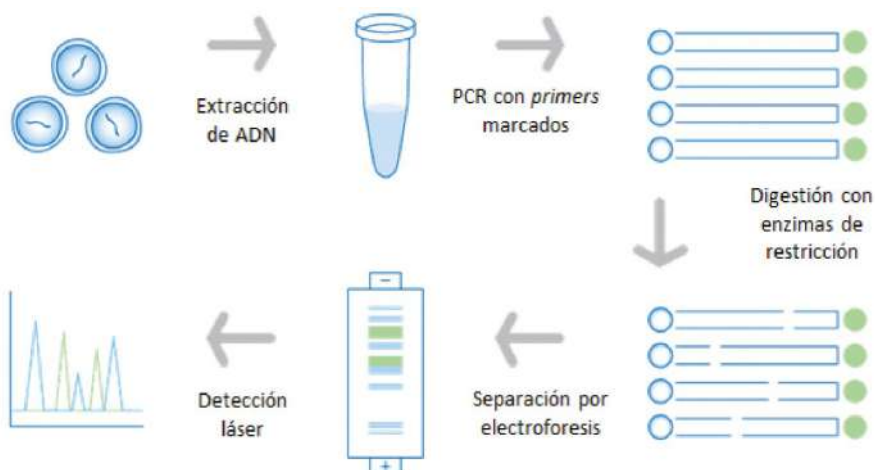 Extracción
de ADN
PCR con primers
marcados
Digestión con
enzimas de
restricción
Separación por
electroforesis
Detección
láser
−
+